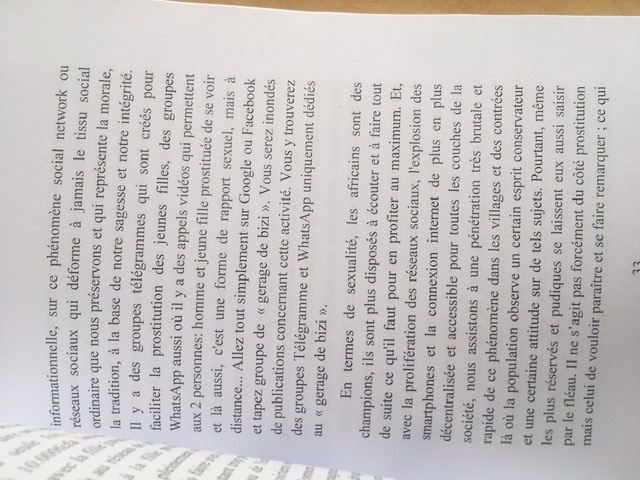 informationnelle, sur ce phénomène social network ou
réseaux sociaux qui déforme à jamais le tissu social
ordinaire que nous préservons et qui représente la morale,
la tradition, à la base de notre sagesse et notre intégrité.
Il y a des groupes télégrammes qui sont créés pour
faciliter la prostitution des jeunes filles, des groupes
WhatsApp aussi où il y a des appels vidéos qui permettent
aux 2 personnes: homme et jeune fille prostituée de se voir
et là aussi, c'est une forme de rapport sexuel, mais à
distance... Allez tout simplement sur Google ou Facebook
et tapez groupe de « gerage de bizi ». Vous serez inondés
de publications concernant cette activité. Vous y trouverez
des groupes Télégramme et WhatsApp uniquement dédiés
au « gerage de bizi ».
En termes de sexualité, les africains sont des
champions, ils sont plus disposés à écouter et à faire tout
de suite ce qu'il faut pour en profiter au maximum. Et,
avec la prolifération des réseaux sociaux, l'explosion des
smartphones et la connexion internet de plus en plus
décentralisée et accessible pour toutes les couches de la
société, nous assistons à une pénétration très brutale et
rapide de ce phénomène dans les villages et des contrées
là où la population observe un certain esprit conservateur
et une certaine attitude sur de tels sujets. Pourtant, même
les plus réservés et pudiques se laissent eux aussi saisir
par le fléau. Il ne s'agit pas forcément du côté prostitution
mais celui de vouloir paraître et se faire remarquer ; ce qui
33